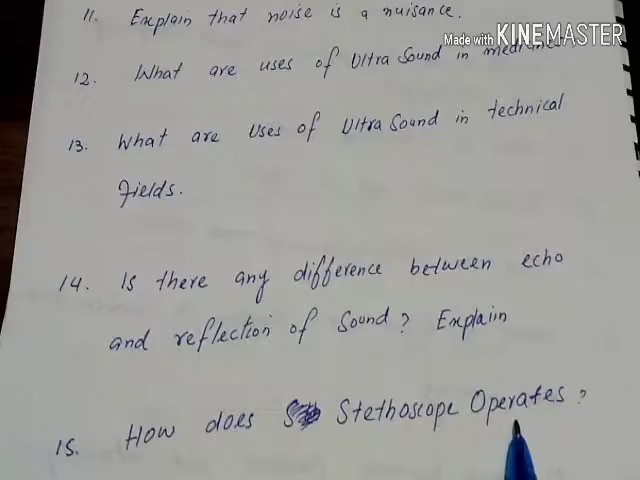 11. Explain that noise is a nuisance.
Made with KINEMASTER
12. What are uses of Ultra Sound in medicines
13. What are uses of Ultra Sound in technical
fields.
14. Is there any difference between echo
and reflection of Sound? Explain
15. How does Stethoscope Operates?